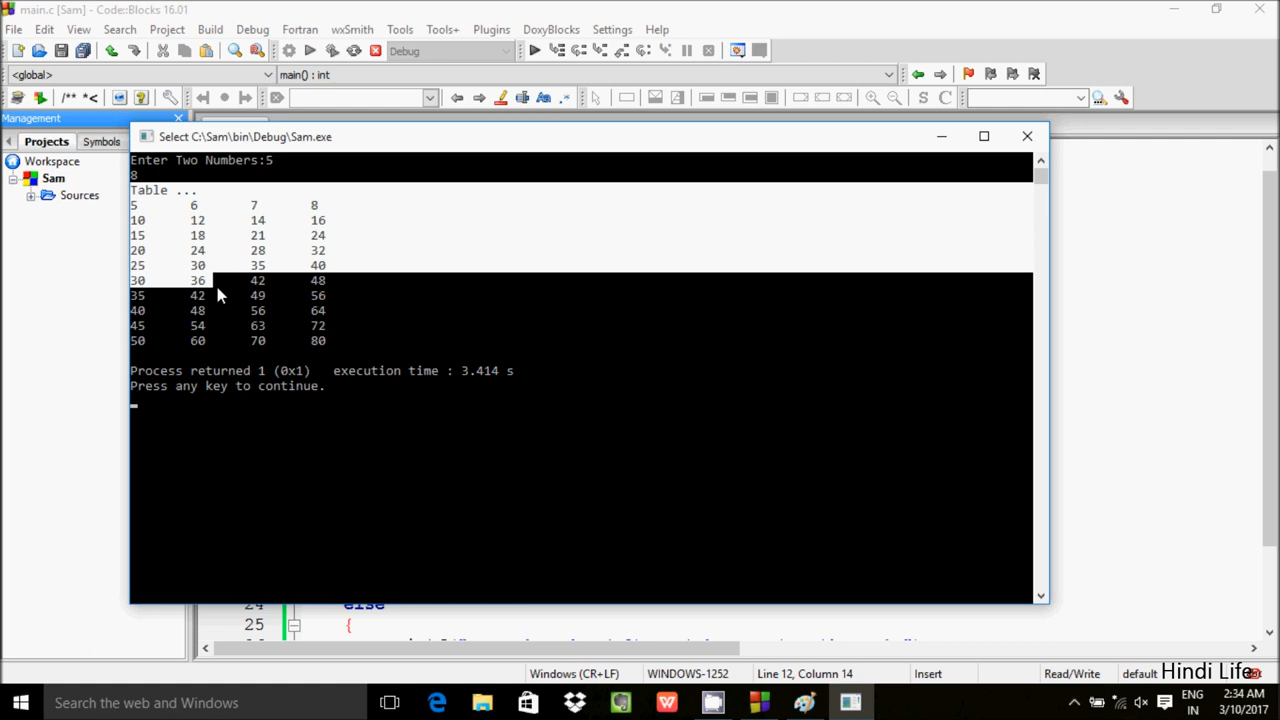 main.c [Sam] - Code::Blocks 16.01
File Edit View Search Project Build Debug Fortran wxSmith Tools Tools+ Plugins DoxyBlocks Settings Help
Debug
<global> main() : int
/** *<
Management
Projects Symbols
Workspace
Sam
Sources
Select C:\Sam\bin\Debug\Sam.exe
Enter Two Numbers:5
8
Table ...
5 6 7 8
10 12 14 16
15 18 21 24
20 24 28 32
25 30 35 40
30 36 42 48
35 42 49 56
40 48 56 64
45 54 63 72
50 60 70 80
Process returned 1 (0x1) execution time : 3.414 s
Press any key to continue.
24 else
25 {
Windows (CR+LF) WINDOWS-1252 Line 12, Column 14 Insert Read/Write default
Hindi Life
Search the web and Windows
ENG
IN
2:34 AM
3/10/2017